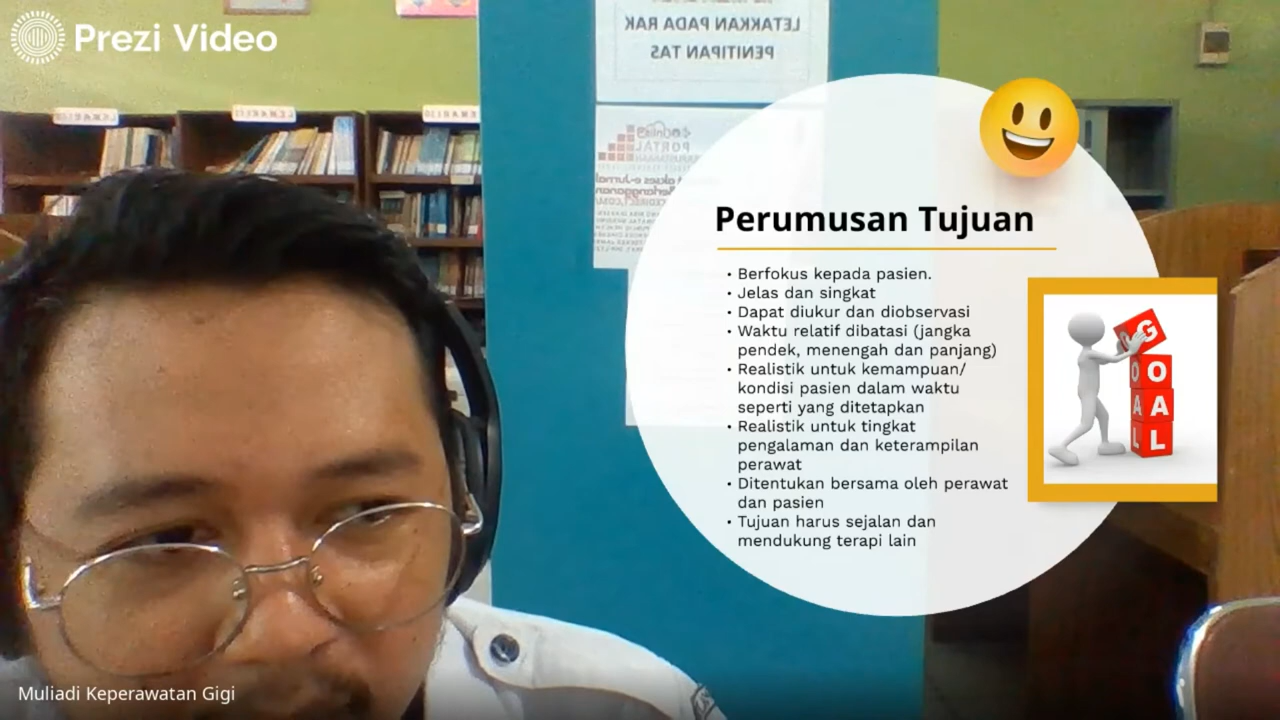 Prezi Video
LETAKKAN PADA RAK
PENITIPAN TAS
PORTAL
Perumusan Tujuan
• Berfokus kepada pasien.
• Jelas dan singkat
• Dapat diukur dan diobservasi
• Waktu relatif dibatasi (jangka
pendek, menengah dan panjang)
• Realistik untuk kemampuan/
kondisi pasien dalam waktu
seperti yang ditetapkan
• Realistik untuk tingkat
pengalaman dan keterampilan
perawat
• Ditentukan bersama oleh perawat
dan pasien
• Tujuan harus sejalan dan
mendukung terapi lain
G
O
A
L
O
A
L
Muliadi Keperawatan Gigi